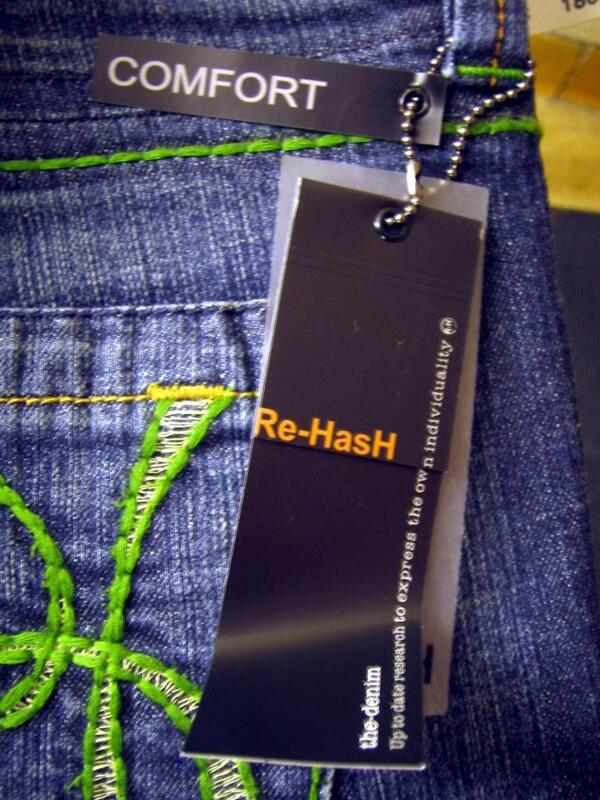 COMFORT
Re-HasH
the denim
Up to date research to express the own individuality